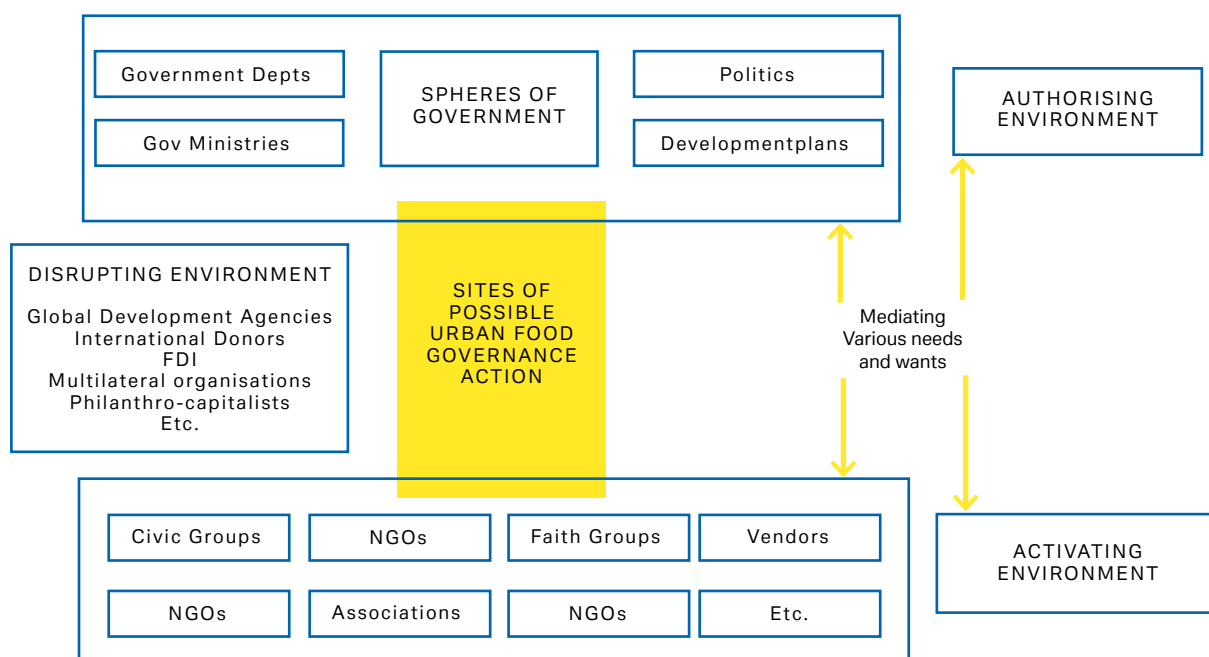 Government Depts
Gov Ministries
SPHERES OF
GOVERNMENT
Politics
Developmentplans
AUTHORISING
ENVIRONMENT
DISRUPTING ENVIRONMENT
Global Development Agencies
International Donors
FDI
Multilateral organisations
Philanthro-capitalists
Etc.
SITES OF
POSSIBLE
URBAN FOOD
GOVERNANCE
ACTION
Mediating
Various needs
and wants
Civic Groups
NGOs
Faith Groups
Vendors
NGOs
Associations
NGOs
Etc.
ACTIVATING
ENVIRONMENT